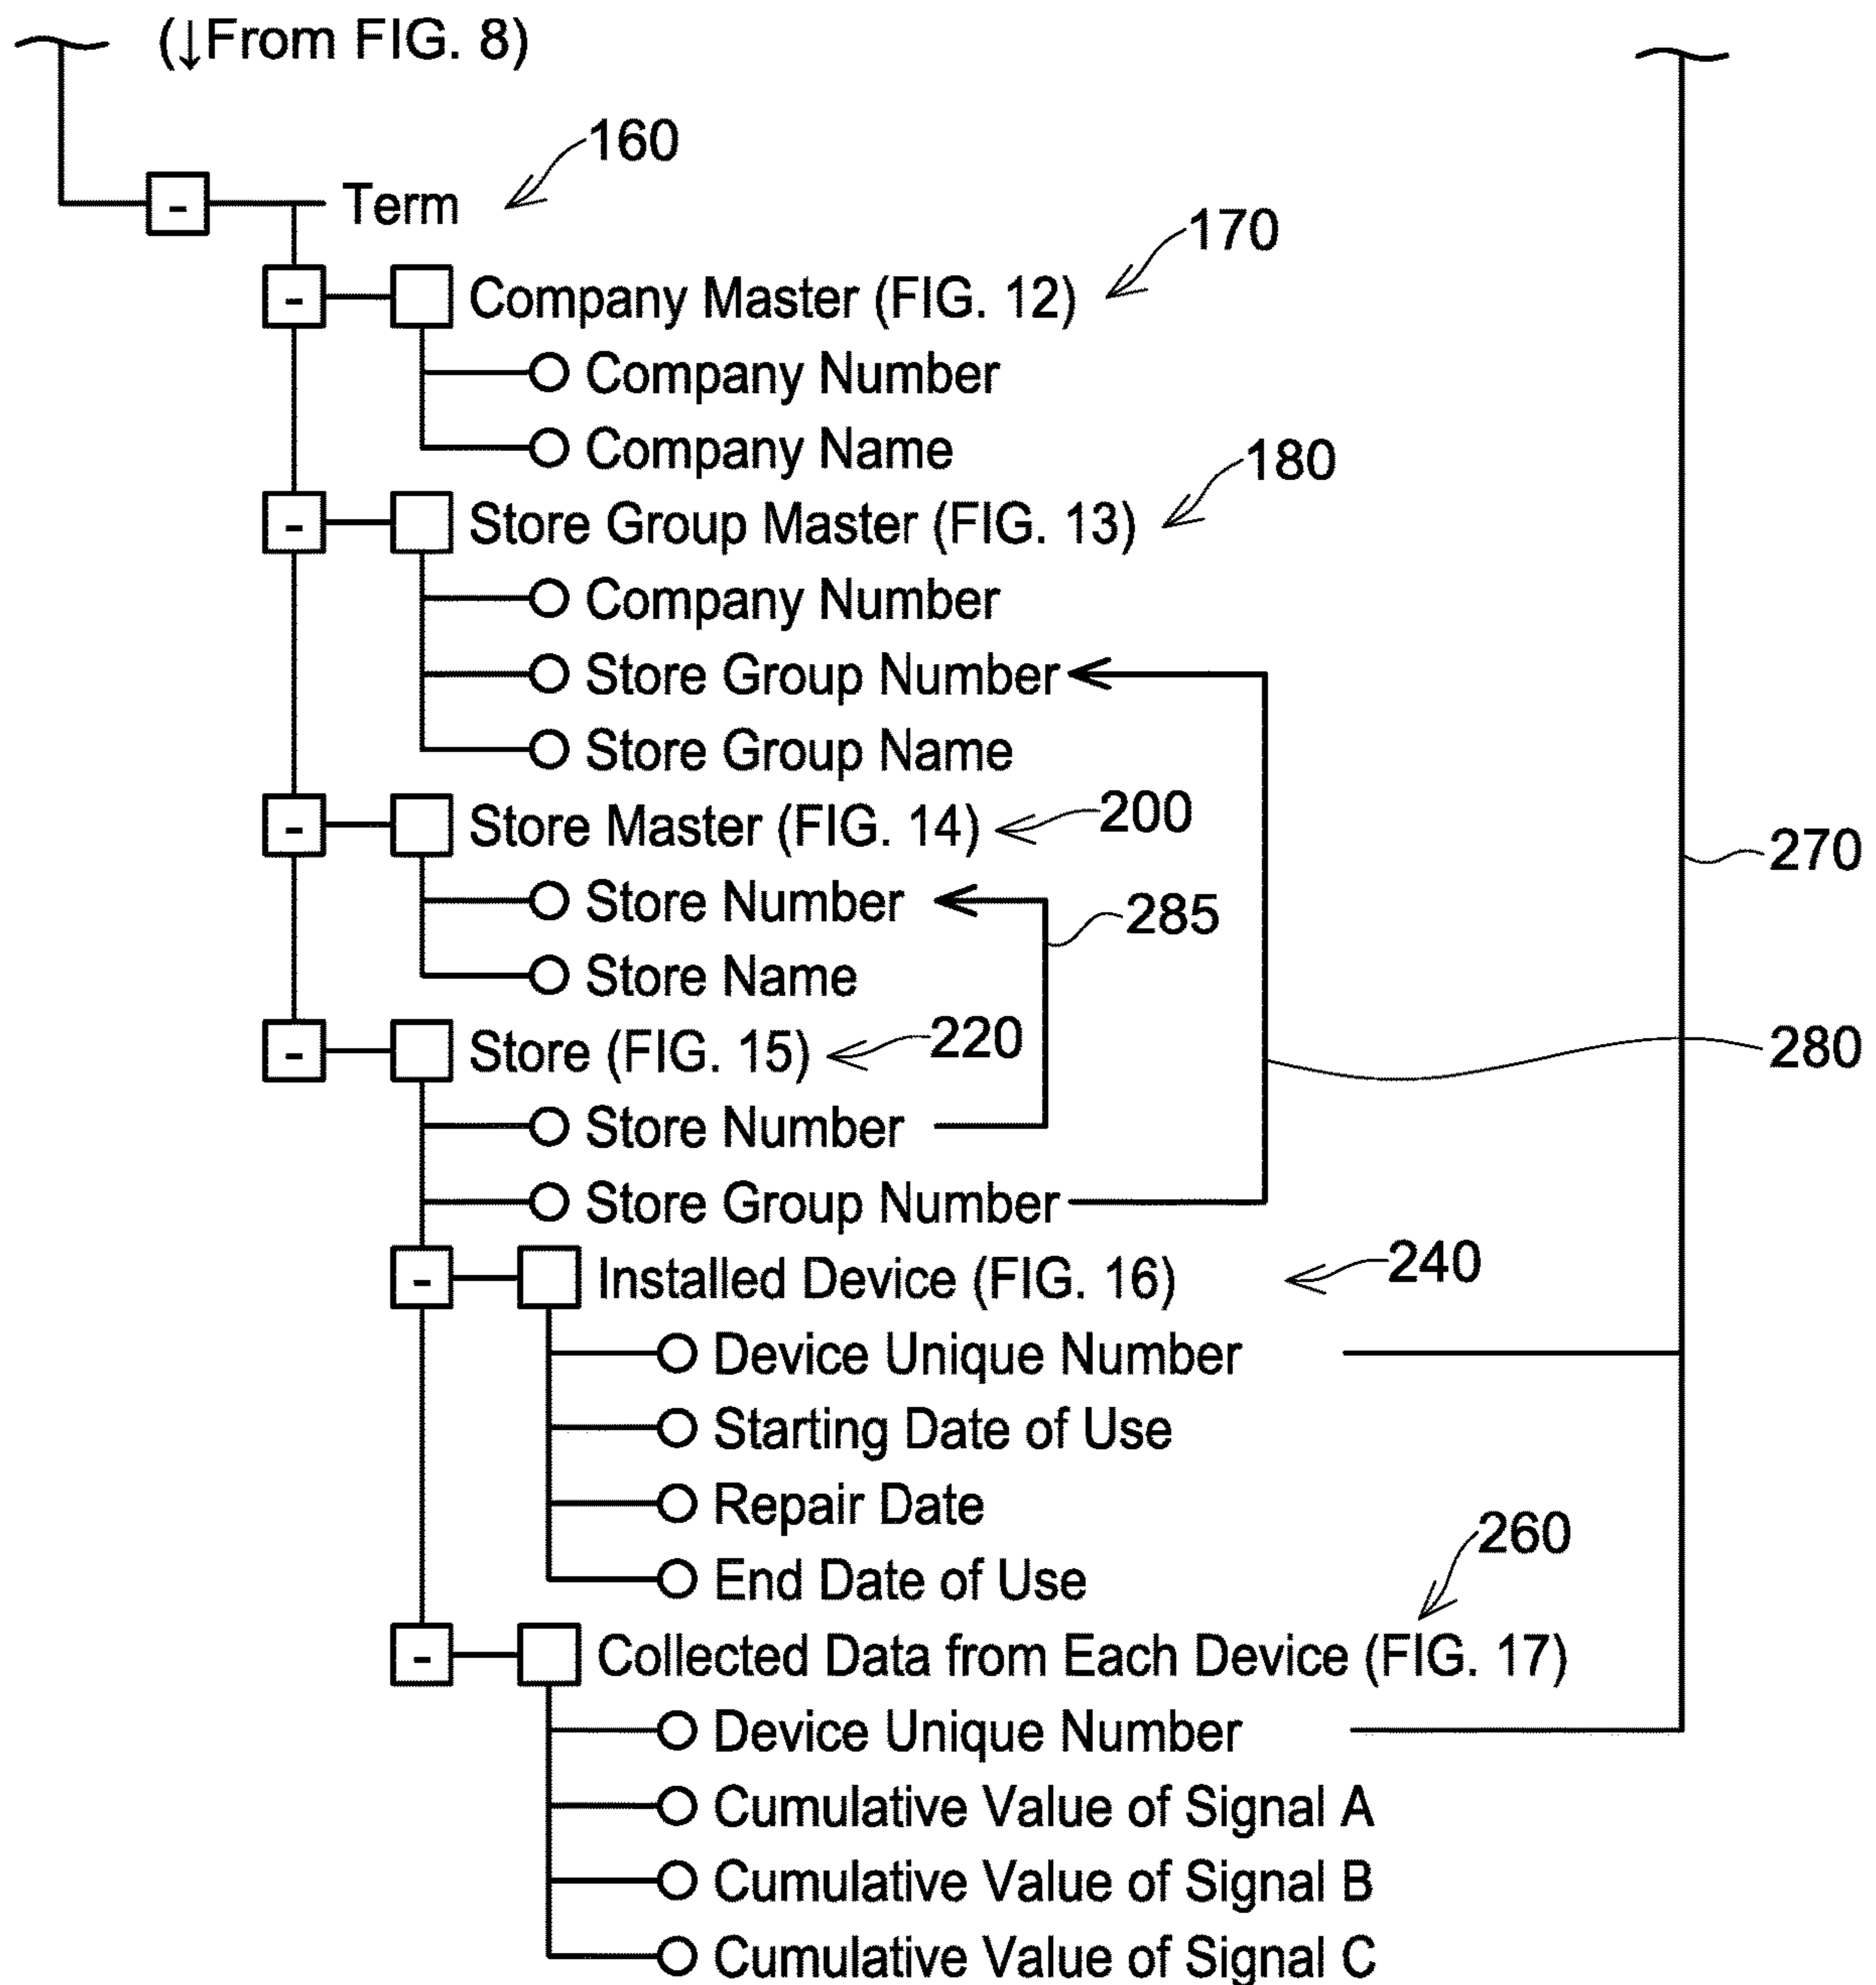 (↓From FIG. 8)
160
- Term
170
- Company Master (FIG. 12)
Company Number
Company Name
180
- Store Group Master (FIG. 13)
Company Number
Store Group Number
Store Group Name
- Store Master (FIG. 14) 200
270
Store Number
285
Store Name
- Store (FIG. 15) 220
280
Store Number
Store Group Number
- Installed Device (FIG. 16) 240
Device Unique Number
Starting Date of Use
Repair Date
260
End Date of Use
- Collected Data from Each Device (FIG. 17)
Device Unique Number
Cumulative Value of Signal A
Cumulative Value of Signal B
Cumulative Value of Signal C